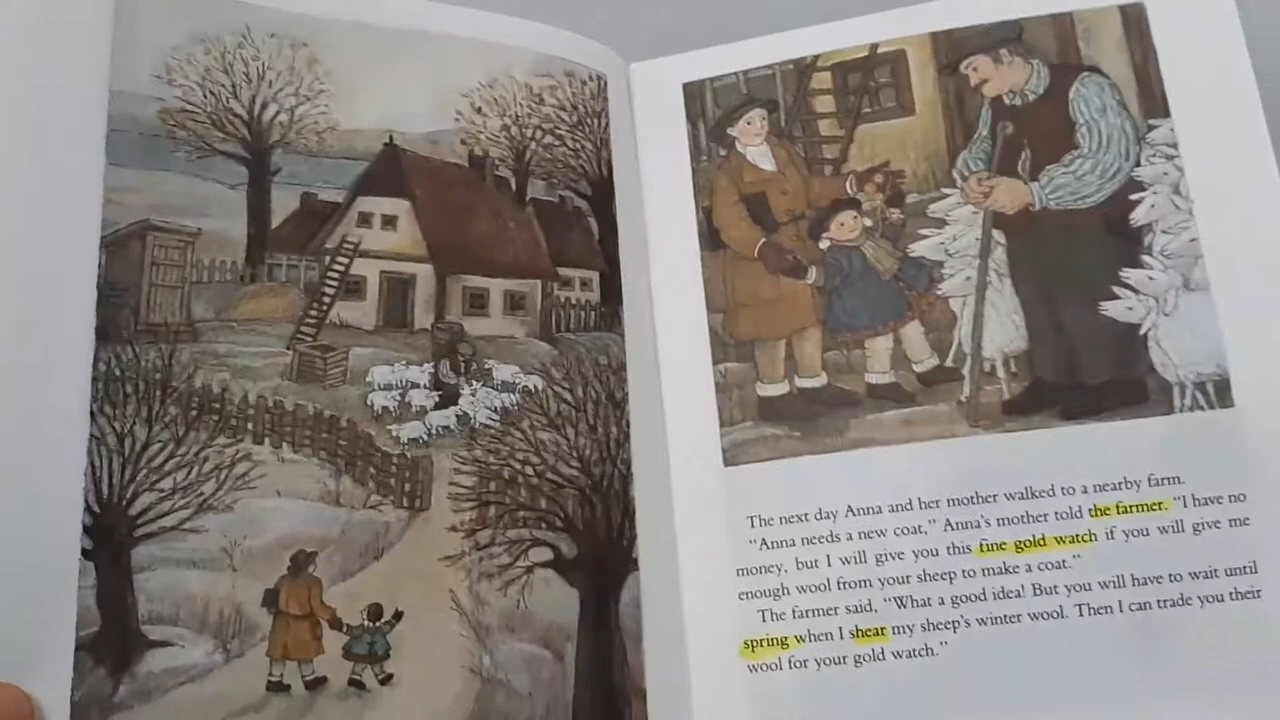 The next day Anna and her mother walked to a nearby farm.
“Anna needs a new coat,” Anna’s mother told the farmer. “I have no
money, but I will give you this fine gold watch if you will give me
enough wool from your sheep to make a coat.”
The farmer said, “What a good idea! But you will have to wait until
spring when I shear my sheep’s winter wool. Then I can trade you their
wool for your gold watch.”